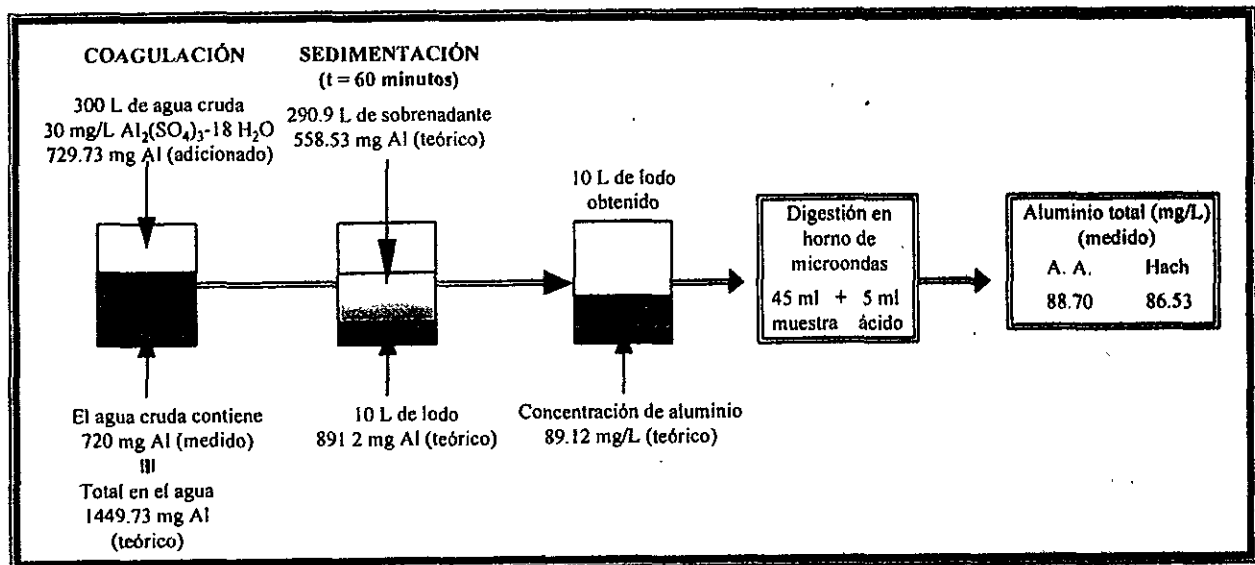 COAGULACIÓN
300 L de agua cruda
30 mg/L Al₂(SO₄)₃-18 H₂O
729.73 mg Al (adicionado)
El agua cruda contiene
720 mg Al (medido)
III
Total en el agua
1449.73 mg Al
(teórico)
SEDIMENTACIÓN
(t = 60 minutos)
290.9 L de sobrenadante
558.53 mg Al (teórico)
10 L de lodo
891 2 mg Al (teórico)
10 L de lodo
obtenido
Concentración de aluminio
89.12 mg/L (teórico)
Digestión en
horno de
microondas
45 ml + 5 ml
muestra ácido
Aluminio total (mg/L)
(medido)
A. A. Hach
88.70 86.53